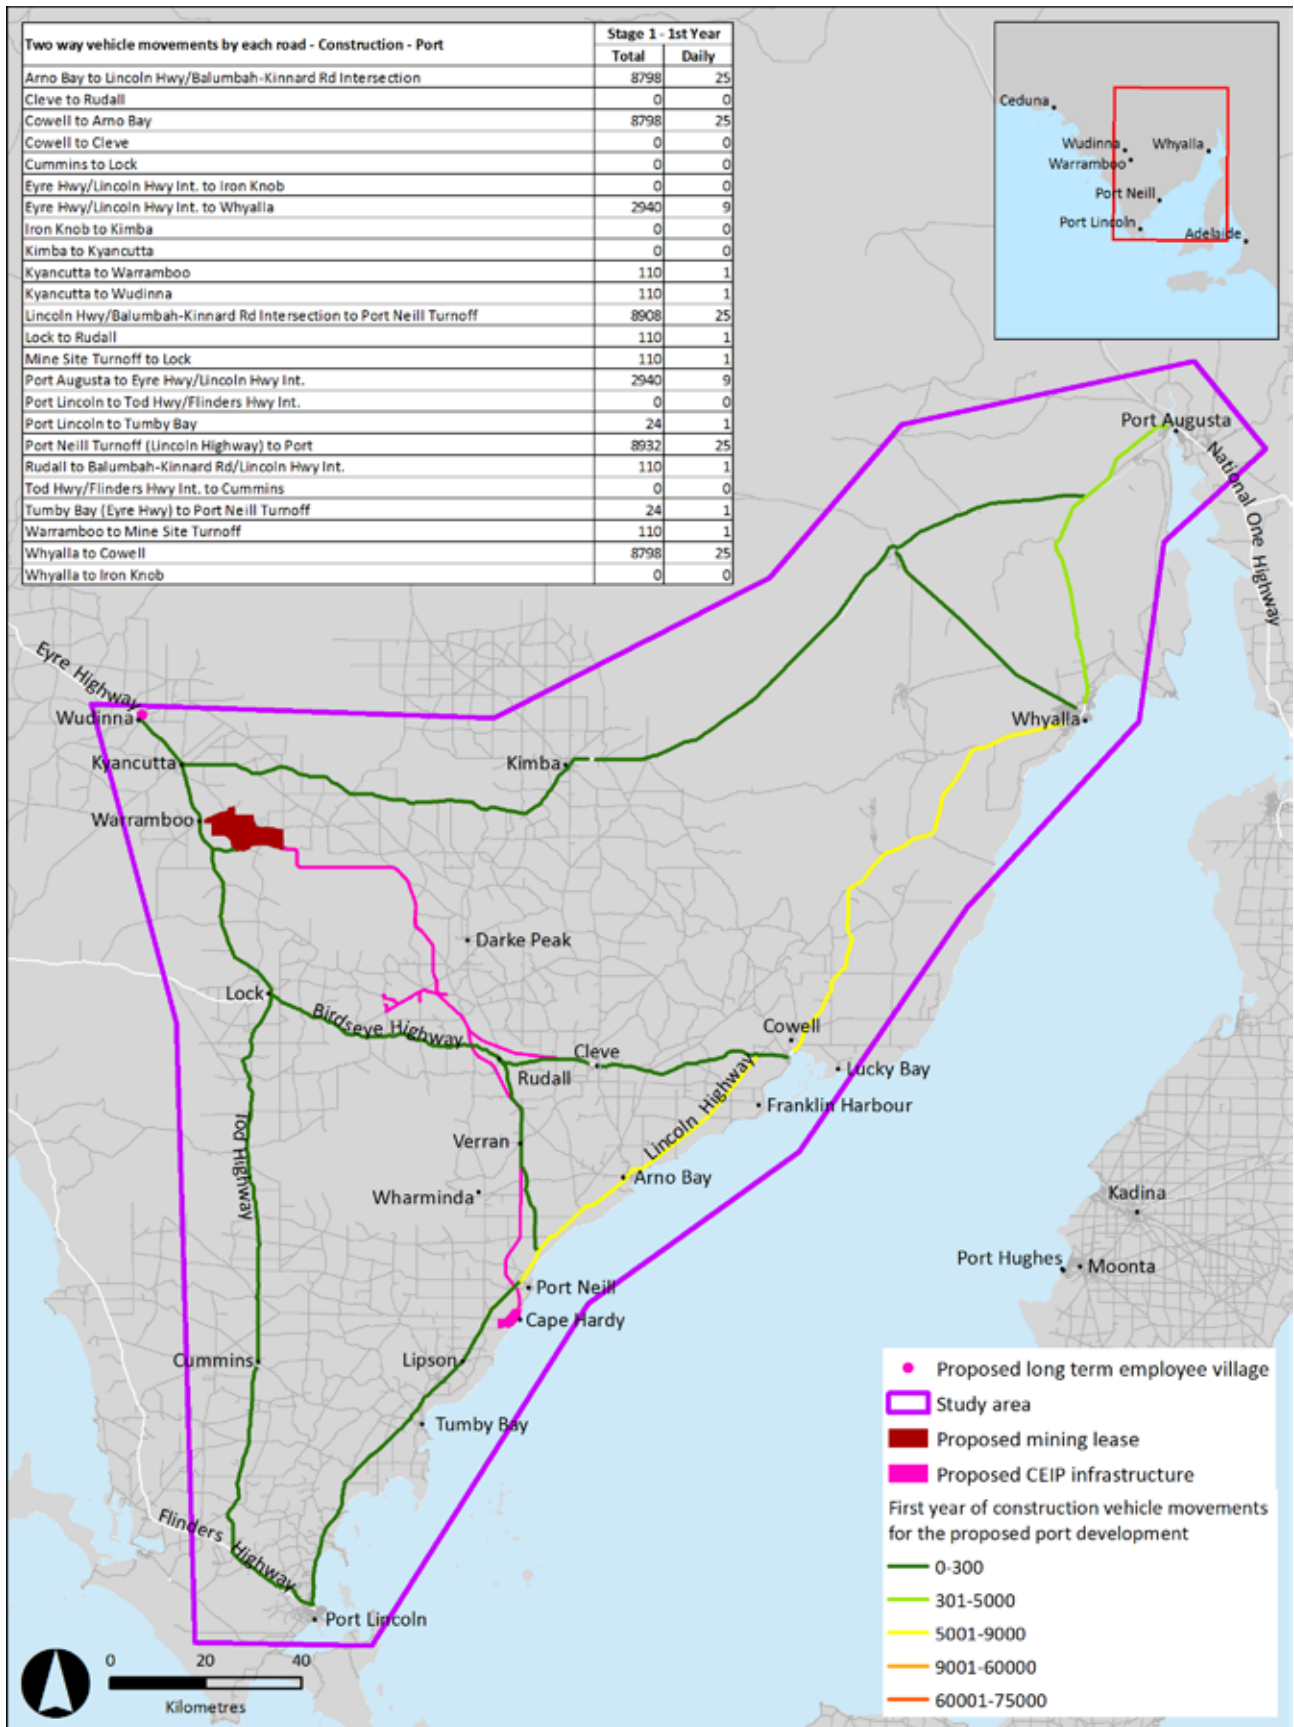 Two way vehicle movements by each road - Construction - Port
Stage 1 - 1st Year
Total Daily
Arno Bay to Lincoln Hwy/Balumbah-Kinnard Rd Intersection 8798 25
Cleve to Rudall 0 0
Cowell to Arno Bay 8798 25
Cowell to Cleve 0 0
Cummins to Lock 0 0
Eyre Hwy/Lincoln Hwy Int. to Iron Knob 0 0
Eyre Hwy/Lincoln Hwy Int. to Whyalla 2940 9
Iron Knob to Kimba 0 0
Kimba to Kyancutta 0 0
Kyancutta to Warramboo 110 1
Kyancutta to Wudinna 110 1
Lincoln Hwy/Balumbah-Kinnard Rd Intersection to Port Neill Turnoff 8908 25
Lock to Rudall 110 1
Mine Site Turnoff to Lock 110 1
Port Augusta to Eyre Hwy/Lincoln Hwy Int. 2940 9
Port Lincoln to Tod Hwy/Flinders Hwy Int. 0 0
Port Lincoln to Tumby Bay 24 1
Port Neill Turnoff (Lincoln Highway) to Port 8932 25
Rudall to Balumbah-Kinnard Rd/Lincoln Hwy Int. 110 1
Tod Hwy/Flinders Hwy Int. to Cummins 0 0
Tumby Bay (Eyre Hwy) to Port Neill Turnoff 24 1
Warramboo to Mine Site Turnoff 110 1
Whyalla to Cowell 8798 25
Whyalla to Iron Knob 0 0
Ceduna
Wudinna
Whyalla
Warramboo
Port Neill
Port Lincoln
Adelaide
Port Augusta
National One Highway
Eyre Highway
Wudinna
Whyalla
Kyancutta
Kimba
Warramboo
Darke Peak
Lock
Birdseye Highway
Cowell
Cleve
Lucky Bay
Rudall
Lincoln Highway
Franklin Harbour
Tod Highway
Verran
Arno Bay
Wharminda
Kadina
Port Hughes
Moonta
Port Neill
Cape Hardy
Cummins
Lipson
Tumby Bay
Flinders Highway
Port Lincoln
Proposed long term employee village
Study area
Proposed mining lease
Proposed CEIP infrastructure
First year of construction vehicle movements
for the proposed port development
0-300
301-5000
5001-9000
9001-60000
60001-75000
0 20 40
Kilometres